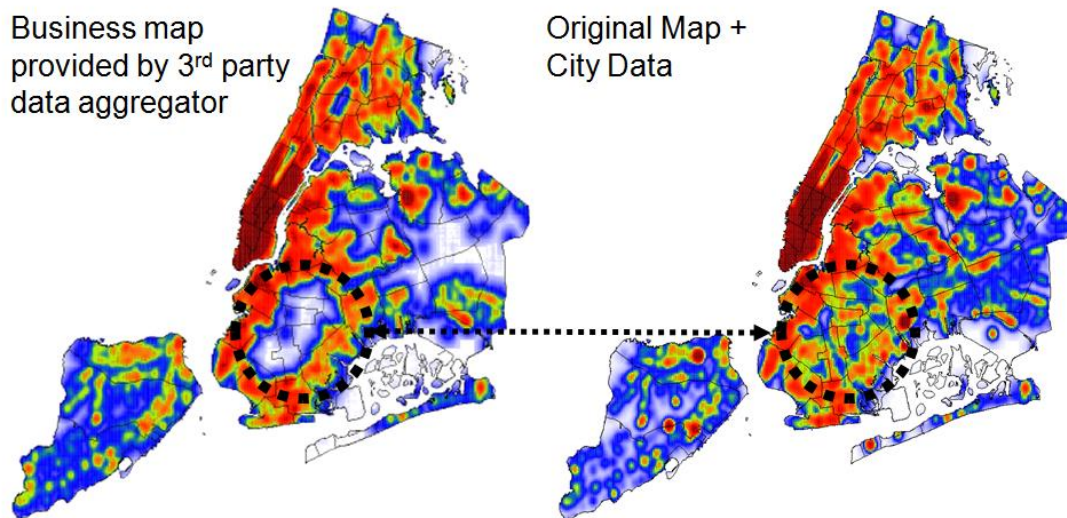 Business map
provided by 3rd party
data aggregator
Original Map +
City Data